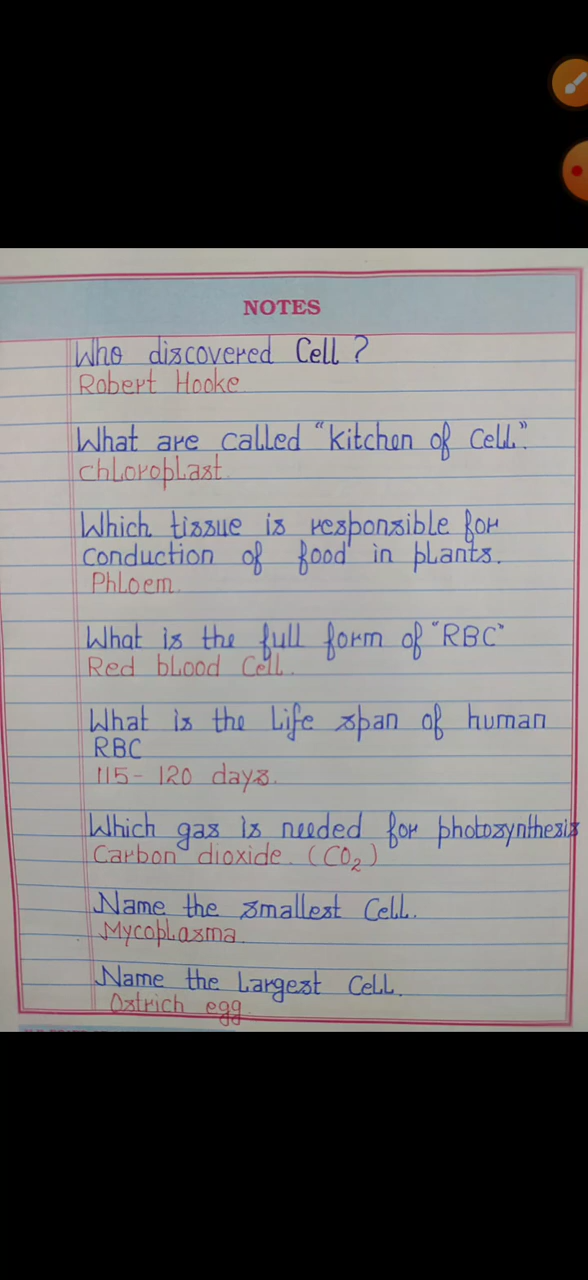 NOTES
Who discovered Cell ?
Robert Hooke
What are called "kitchen of Cell".
chloroplast.
Which tissue is responsible for
conduction of food in plants.
Phloem.
What is the full form of "RBC"
Red blood Cell.
What is the Life span of human
RBC
115- 120 days.
Which gas is needed for photosynthesis
Carbon dioxide. (CO₂)
Name the smallest Cell.
Mycoplasma.
Name the Largest Cell.
Ostrich egg.